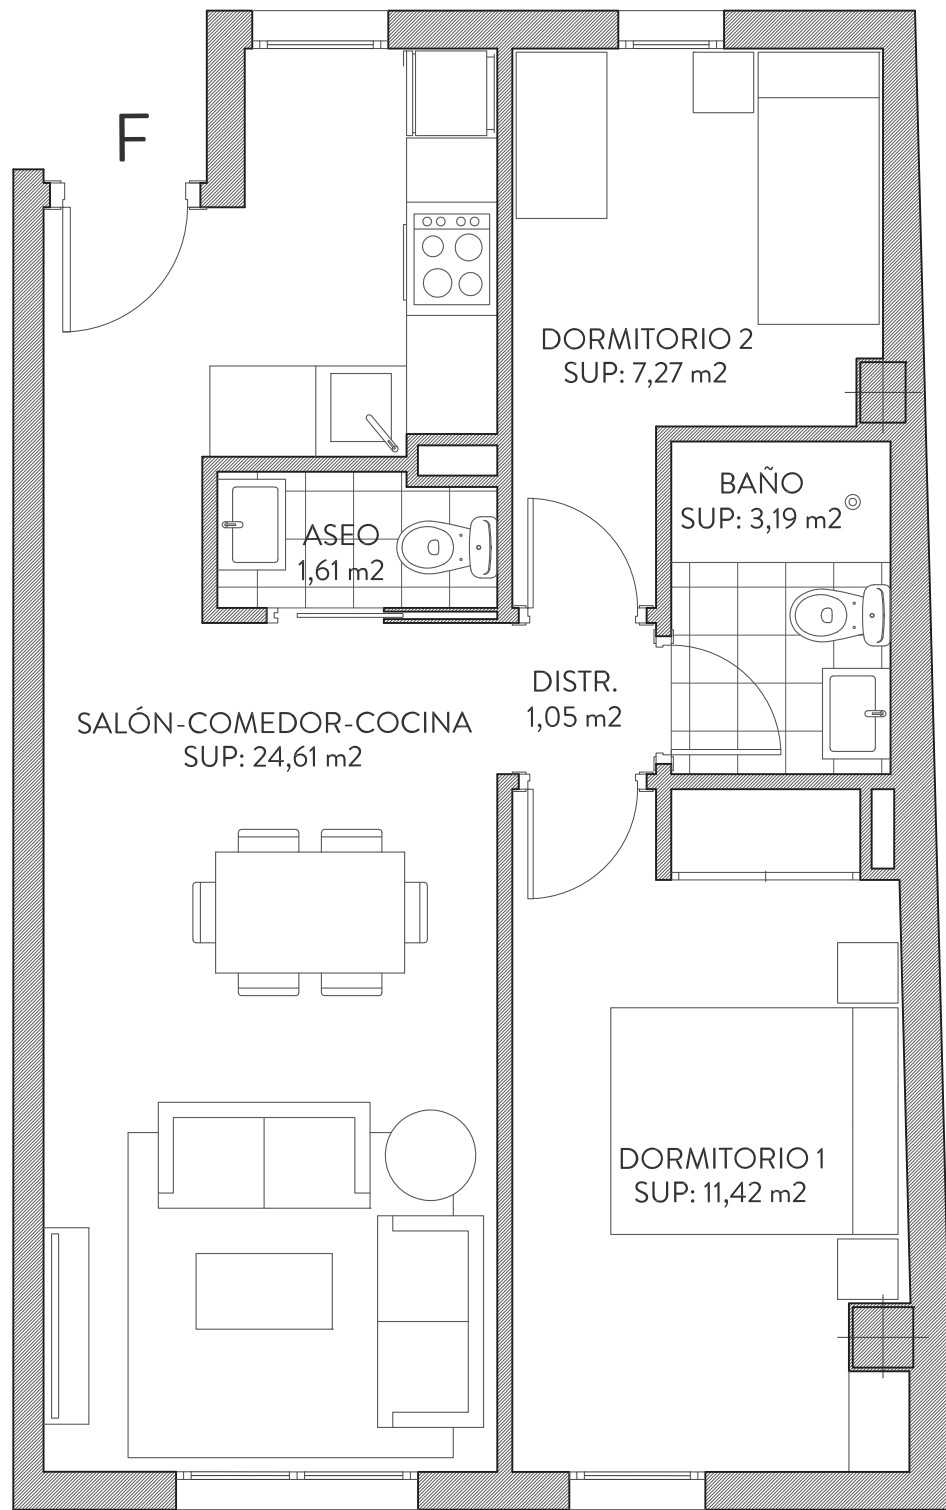 F
DORMITORIO 2
SUP: 7,27 m2
BAÑO
SUP: 3,19 m2
ASEO
1,61 m2
DISTR.
1,05 m2
SALÓN-COMEDOR-COCINA
SUP: 24,61 m2
DORMITORIO 1
SUP: 11,42 m2